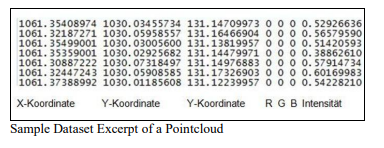 1061.35408974 1030.03455734 131.14709973 0 0 0 0.52926636
1061.32187271 1030.05958557 131.16466904 0 0 0 0.56579590
1061.35499001 1030.03005600 131.13819957 0 0 0 0.51420593
1061.35359001 1030.02925682 131.14479971 0 0 0 0.38862610
1061.30887222 1030.07318497 131.14976883 0 0 0 0.57914734
1061.32447243 1030.05908585 131.17326903 0 0 0 0.60169983
1061.37388992 1030.01185608 131.12239957 0 0 0 0.54228210
X-Koordinate Y-Koordinate Y-Koordinate R G B Intensität
Sample Dataset Excerpt of a Pointcloud